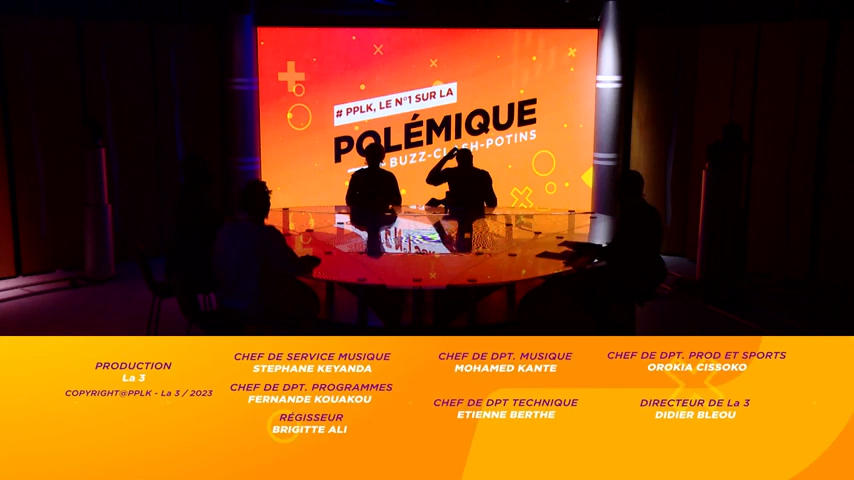 # PPLK, LE N°1 SUR LA
POLÉMIQUE
BUZZ-CLASH-POTINS
PRODUCTION
La 3
COPYRIGHT@PPLK - La 3 / 2023
CHEF DE SERVICE MUSIQUE
STEPHANE KEYANDA
CHEF DE DPT. PROGRAMMES
FERNANDE KOUAKOU
RÉGISSEUR
BRIGITTE ALI
CHEF DE DPT. MUSIQUE
MOHAMED KANTE
CHEF DE DPT TECHNIQUE
ETIENNE BERTHE
CHEF DE DPT. PROD ET SPORTS
OROKIA CISSOKO
DIRECTEUR DE La 3
DIDIER BLEOU